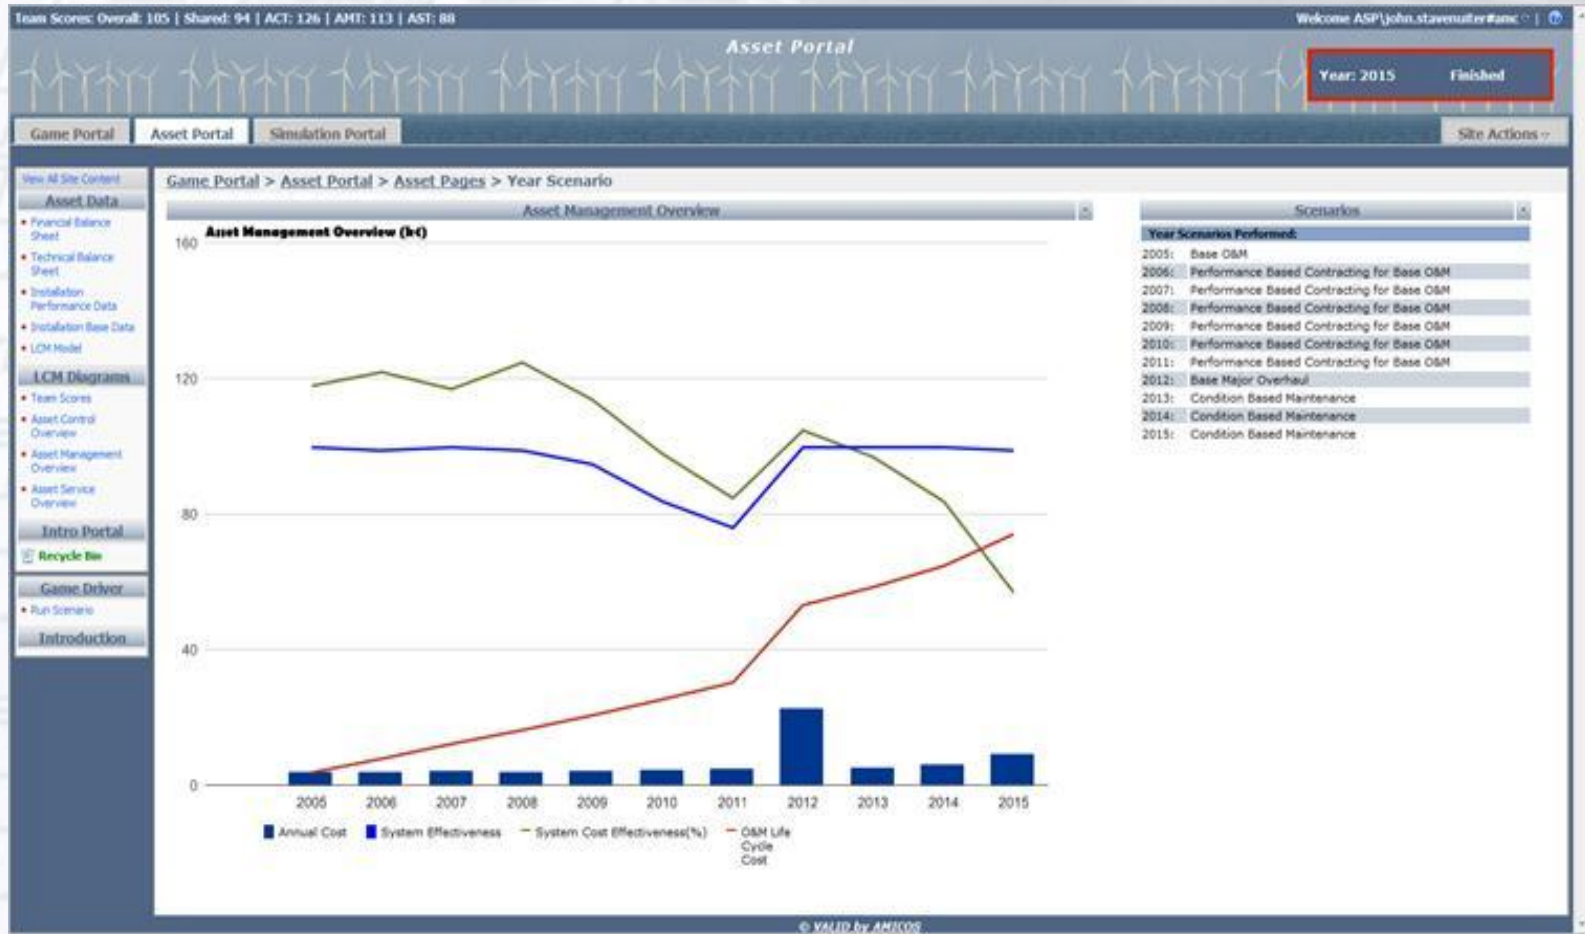 Team Scores: Overall: 105 | Shared: 94 | ACT: 126 | AMT: 113 | AST: 88
Welcome ASP\john.stavenuiter#amc
Asset Portal
Year: 2015 Finished
Game Portal Asset Portal Simulation Portal
Site Actions
View All Site Content
Asset Data
Financial Balance
Sheet
Technical Balance
Sheet
Installation
Performance Data
Installation Base Data
LCM Model
LCM Diagrams
Team Scores
Asset Control
Overview
Asset Management
Overview
Asset Service
Overview
Intro Portal
Recycle Bin
Game Driver
Run Scenario
Introduction
Game Portal > Asset Portal > Asset Pages > Year Scenario
Asset Management Overview
Asset Management Overview (k€)
160
120
80
40
0
2005 2006 2007 2008 2009 2010 2011 2012 2013 2014 2015
Annual Cost System Effectiveness System Cost Effectiveness(%) O&M Life
Cycle
Cost
Scenarios
Year Scenarios Performed:
2005: Base O&M
2006: Performance Based Contracting for Base O&M
2007: Performance Based Contracting for Base O&M
2008: Performance Based Contracting for Base O&M
2009: Performance Based Contracting for Base O&M
2010: Performance Based Contracting for Base O&M
2011: Performance Based Contracting for Base O&M
2012: Base Major Overhaul
2013: Condition Based Maintenance
2014: Condition Based Maintenance
2015: Condition Based Maintenance
© VALID by AMICOS